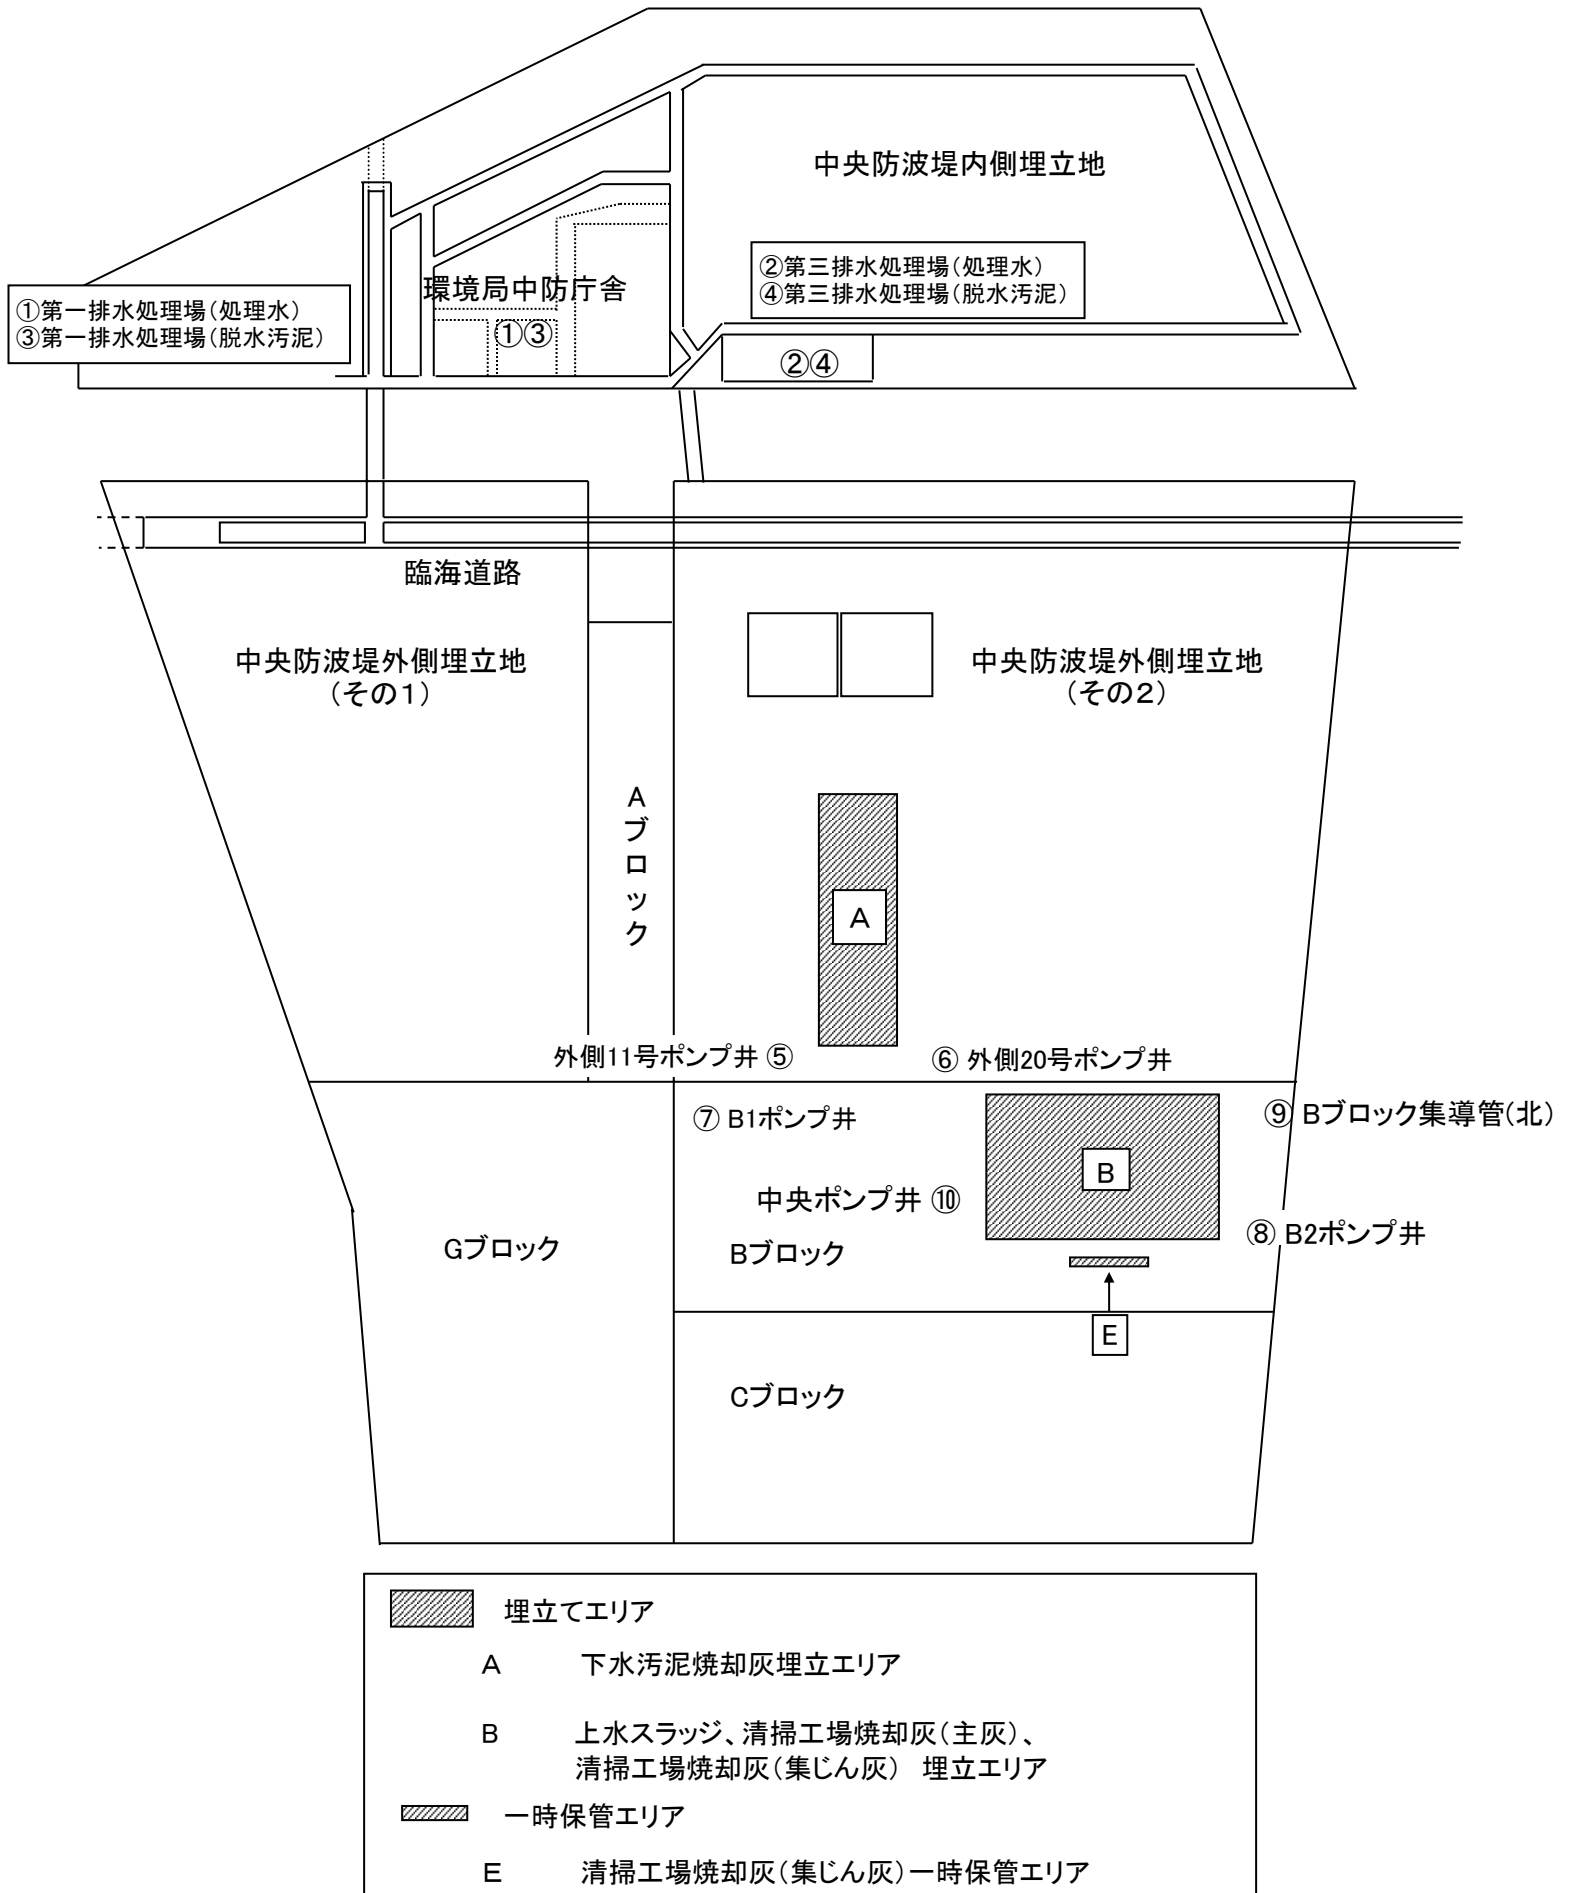 中央防波堤内側埋立地
②第三排水処理場(処理水)
④第三排水処理場(脱水汚泥)
環境局中防庁舎
①第一排水処理場(処理水)
③第一排水処理場(脱水汚泥)
①③
②④
臨海道路
中央防波堤外側埋立地
(その1)
中央防波堤外側埋立地
(その2)
Aブロック
A
外側11号ポンプ井 ⑤
⑥ 外側20号ポンプ井
⑦ B1ポンプ井
⑨ Bブロック集導管(北)
B
中央ポンプ井 ⑩
⑧ B2ポンプ井
Gブロック
Bブロック
E
Cブロック
埋立てエリア
A 下水汚泥焼却灰埋立エリア
B 上水スラッジ、清掃工場焼却灰(主灰)、
清掃工場焼却灰(集じん灰) 埋立エリア
一時保管エリア
E 清掃工場焼却灰(集じん灰)一時保管エリア